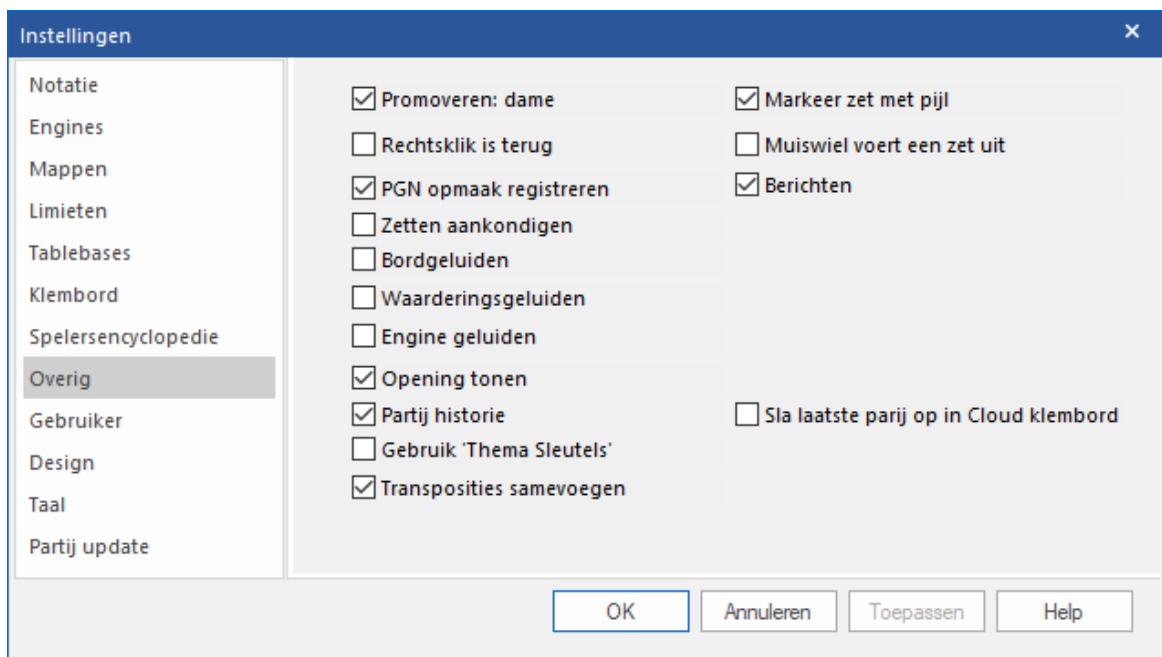 Instellingen
Notatie
Engines
Mappen
Limieten
Tablebases
Klembord
Spelersencyclopedie
Overig
Gebruiker
Design
Taal
Partij update
Promoveren: dame
Rechtsklik is terug
PGN opmaak registreren
Zetten aankondigen
Bordgeluiden
Waarderingsgeluiden
Engine geluiden
Opening tonen
Partij historie
Gebruik 'Thema Sleutels'
Transposities samevoegen
Markeer zet met pijl
Muiswiel voert een zet uit
Berichten
Sla laatste parij op in Cloud klembord
OK Annuleren Toepassen Help